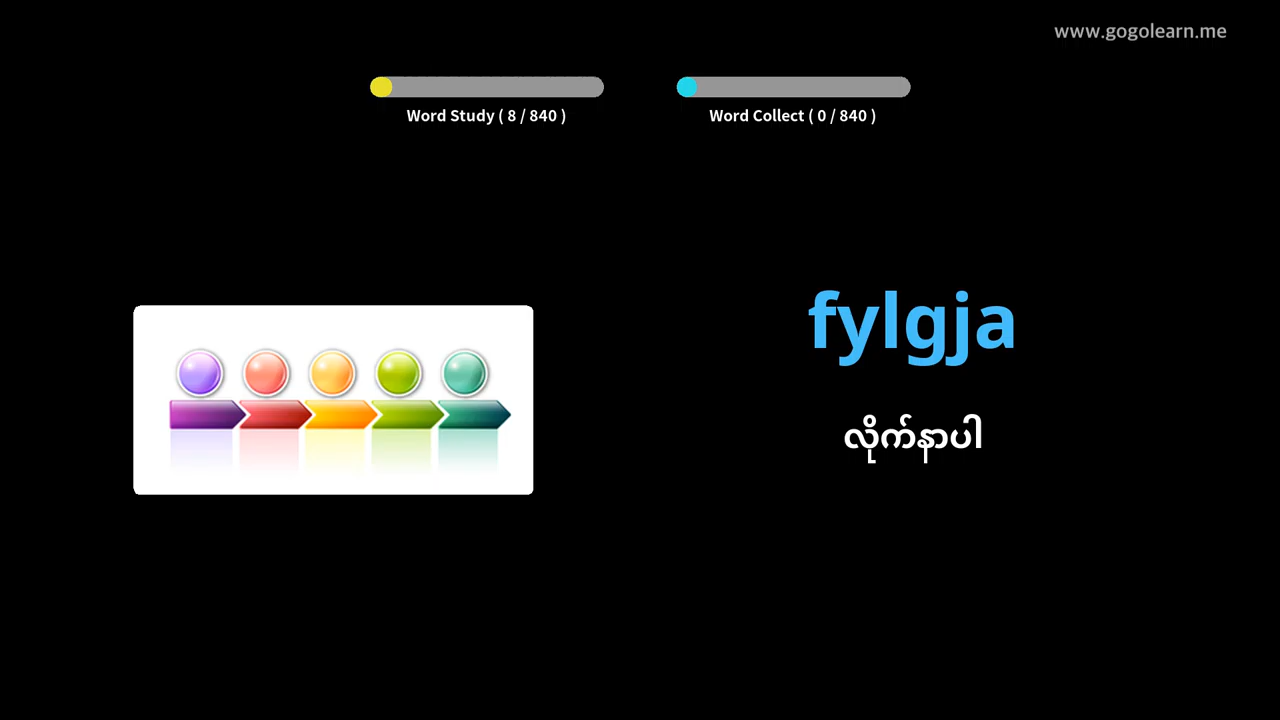 www.gogolearn.me
Word Study ( 8 / 840 )
Word Collect ( 0 / 840 )
fylgja
လိုက်နာပါ